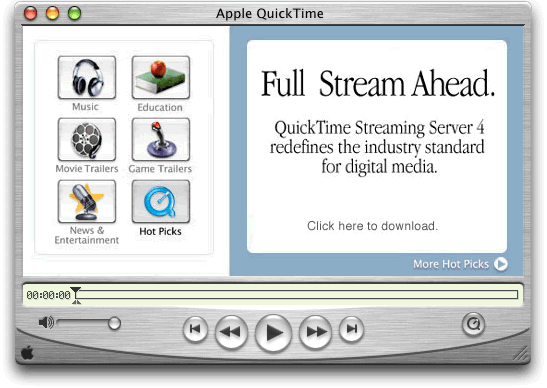 Apple QuickTime
Music
Education
Movie Trailers
Game Trailers
News &
Entertainment
Hot Picks
Full Stream Ahead.
QuickTime Streaming Server 4
redefines the industry standard
for digital media.
Click here to download.
More Hot Picks
00:00:00